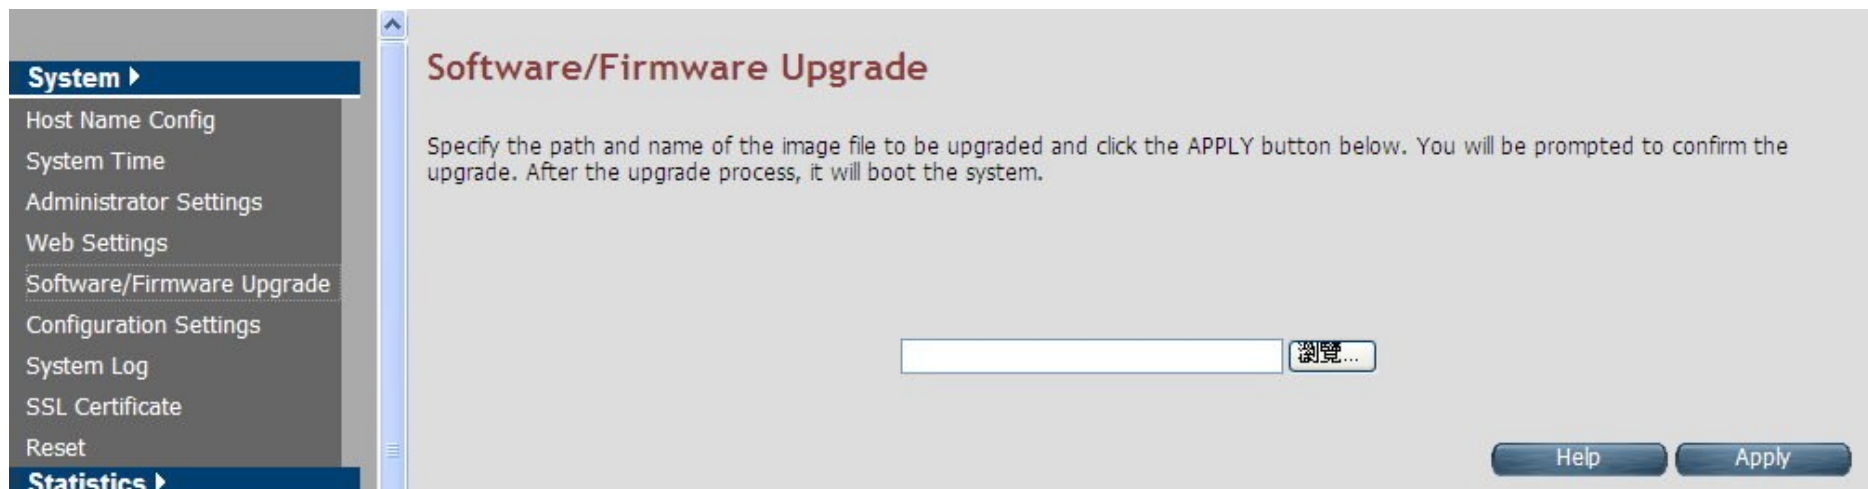 System
Host Name Config
System Time
Administrator Settings
Web Settings
Software/Firmware Upgrade
Configuration Settings
System Log
SSL Certificate
Reset
Statistics
Software/Firmware Upgrade
Specify the path and name of the image file to be upgraded and click the APPLY button below. You will be prompted to confirm the
upgrade. After the upgrade process, it will boot the system.
瀏覽...
Help
Apply